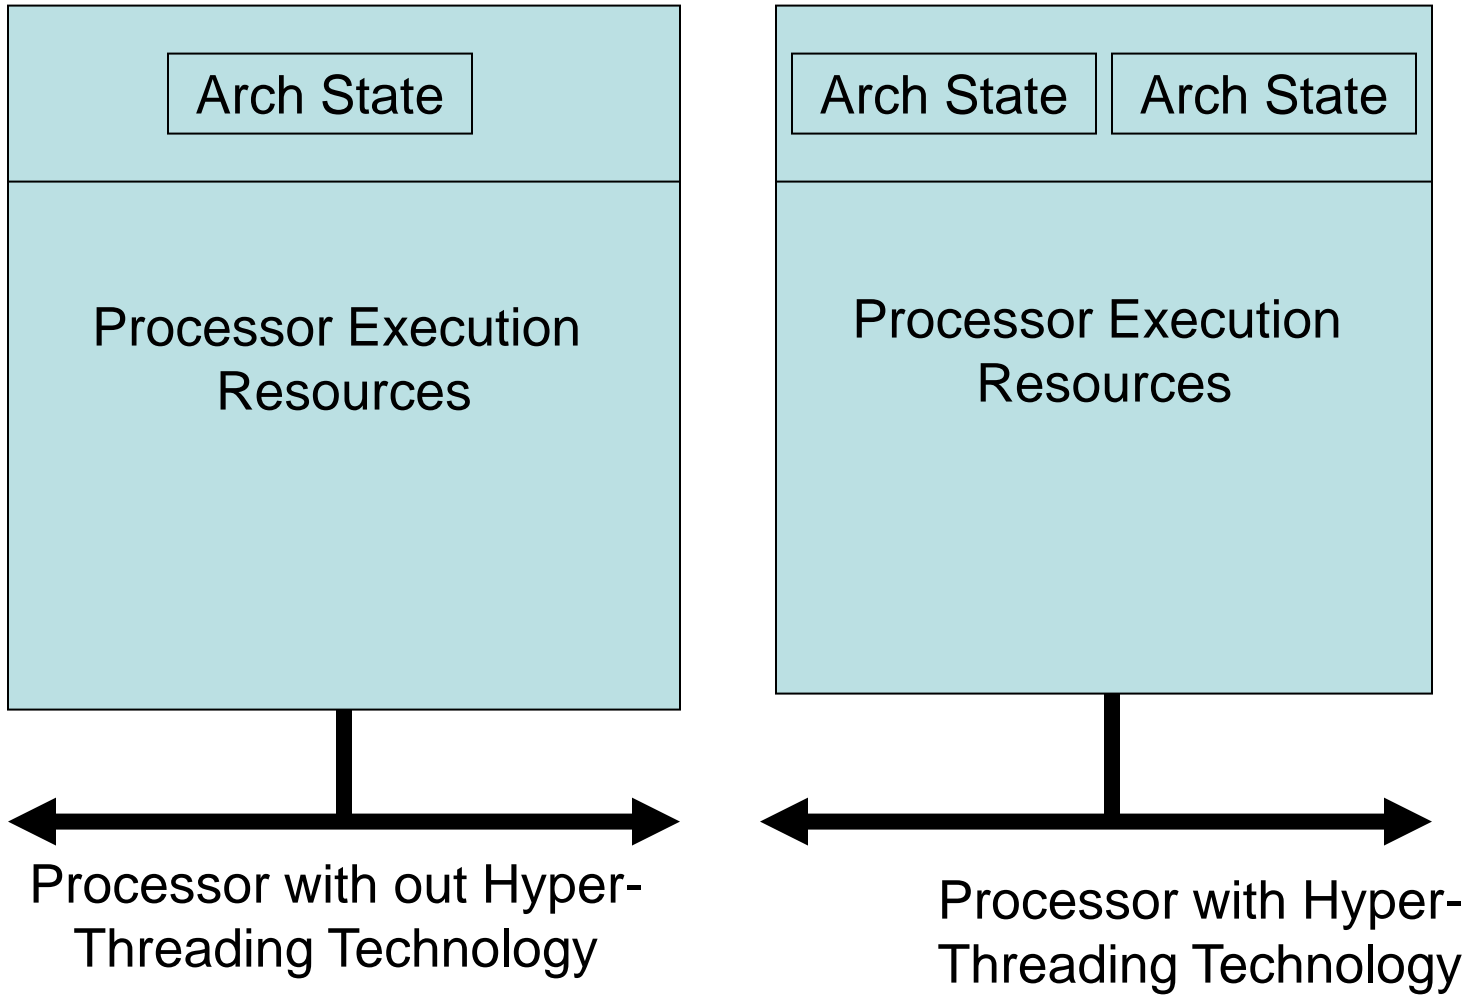 Arch State
Processor Execution
Resources
Processor with out Hyper-
Threading Technology
Arch State
Arch State
Processor Execution
Resources
Processor with Hyper-
Threading Technology